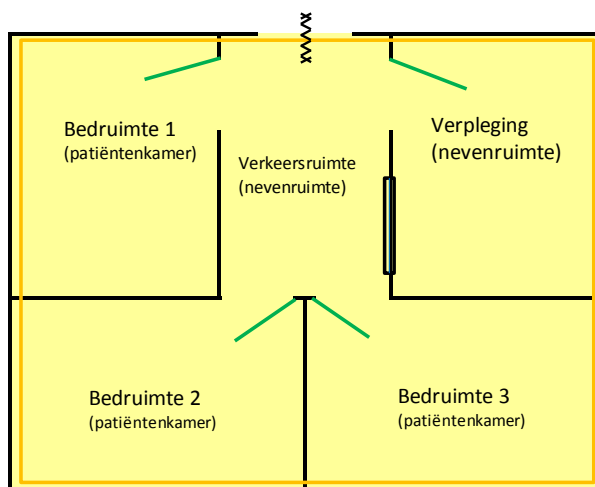 Bedruimte 1
(patiëntenkamer)
Verpleging
(nevenruimte)
Verkeersruimte
(nevenruimte)
Bedruimte 2
(patiëntenkamer)
Bedruimte 3
(patiëntenkamer)